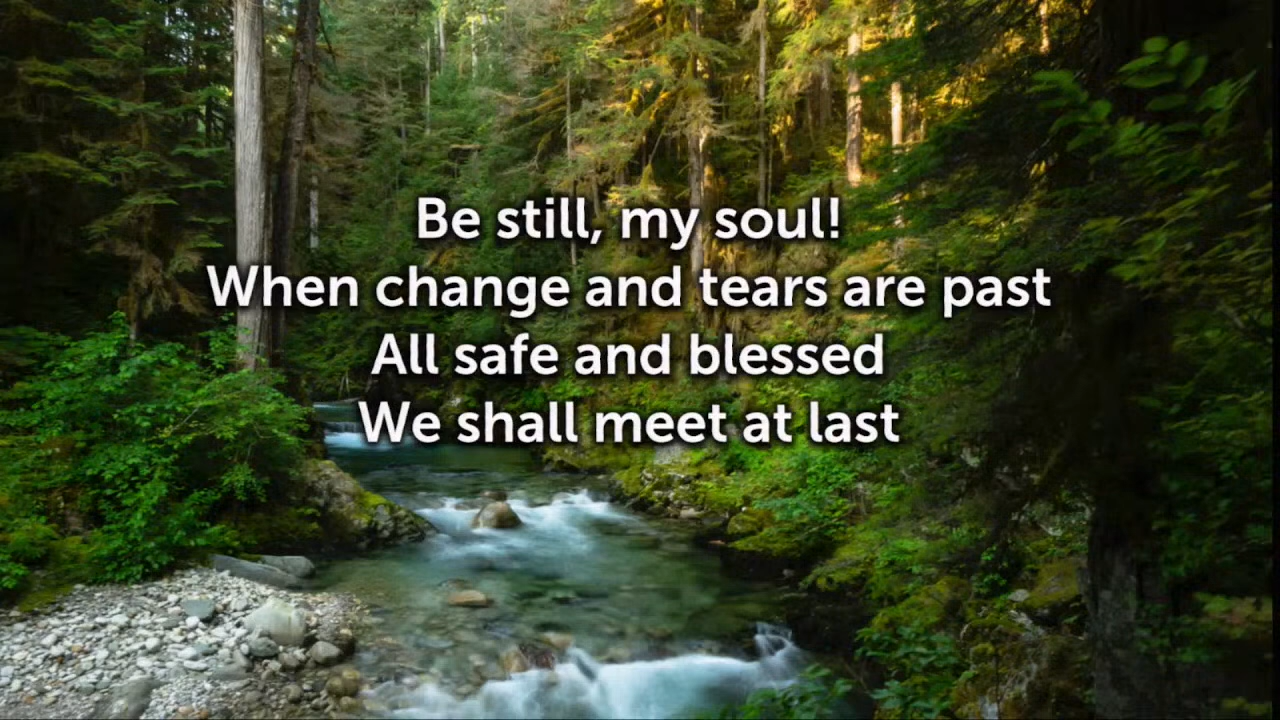 Be still, my soul!
When change and tears are past
All safe and blessed
We shall meet at last